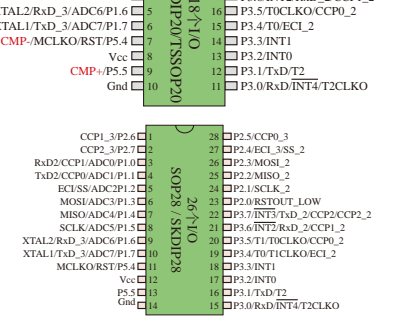 XTAL2/RxD_3/ADC6/P1.6 5
XTAL1/TxD_3/ADC7/P1.7 6
CMP-/MCLKO/RST/P5.4 7
Vcc 8
CMP+/P5.5 9
Gnd 10
18个I/O
DIP20/TSSOP20
16 P3.5/T0CLKO/CCP0_2
15 P3.4/T0/ECI_2
14 P3.3/INT1
13 P3.2/INT0
12 P3.1/TxD/T2
11 P3.0/RxD/INT4/T2CLKO
CCP1_3/P2.6 1
CCP2_3/P2.7 2
RxD2/CCP1/ADC0/P1.0 3
TxD2/CCP0/ADC1/P1.1 4
ECI/SS/ADC2/P1.2 5
MOSI/ADC3/P1.3 6
MISO/ADC4/P1.4 7
SCLK/ADC5/P1.5 8
XTAL2/RxD_3/ADC6/P1.6 9
XTAL1/TxD_3/ADC7/P1.7 10
MCLKO/RST/P5.4 11
Vcc 12
P5.5 13
Gnd 14
26个I/O
SOP28 / SKDIP28
28 P2.5/CCP0_3
27 P2.4/ECI_3/SS_2
26 P2.3/MOSI_2
25 P2.2/MISO_2
24 P2.1/SCLK_2
23 P2.0/RSTOUT_LOW
22 P3.7/INT3/TxD_2/CCP2/CCP2_2
21 P3.6/INT2/RxD_2/CCP1_2
20 P3.5/T1/T0CLKO/CCP0_2
19 P3.4/T0/T1CLKO/ECI_2
18 P3.3/INT1
17 P3.2/INT0
16 P3.1/TxD/T2
15 P3.0/RxD/INT4/T2CLKO